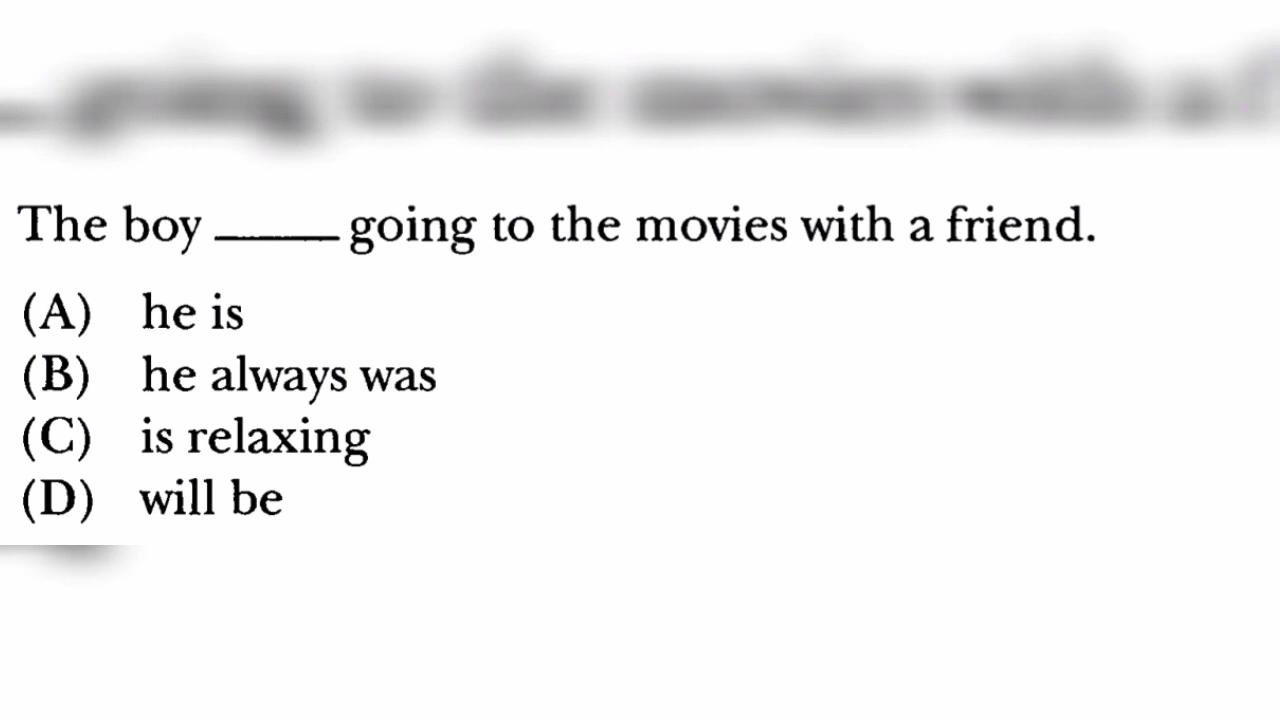 The boy _____ going to the movies with a friend.
(A) he is
(B) he always was
(C) is relaxing
(D) will be